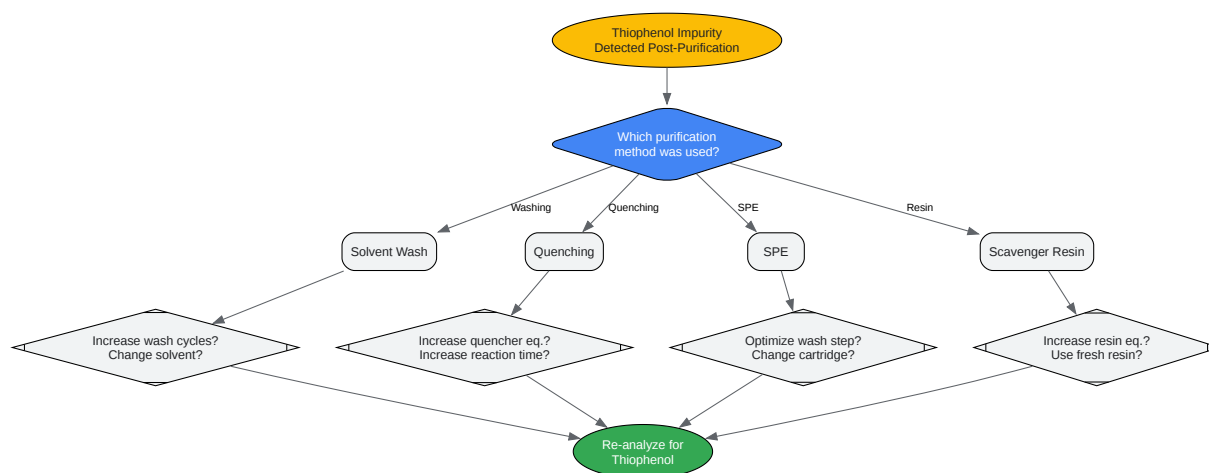 Thiophenol Impurity
Detected Post-Purification
Which purification
method was used?
Washing
Quenching
SPE
Resin
Solvent Wash
Quenching
SPE
Scavenger Resin
Increase wash cycles?
Change solvent?
Increase quencher eq.?
Increase reaction time?
Optimize wash step?
Change cartridge?
Increase resin eq.?
Use fresh resin?
Re-analyze for
Thiophenol